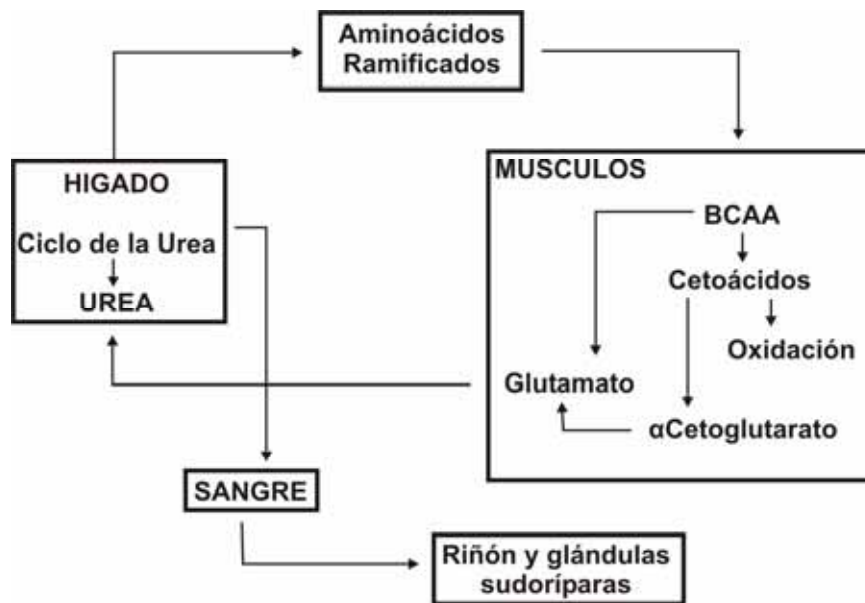 Aminoácidos
Ramificados
HIGADO
Ciclo de la Urea
UREA
MUSCULOS
BCAA
Cetoácidos
Oxidación
Glutamato
αCetoglutarato
SANGRE
Riñón y glándulas
sudoríparas